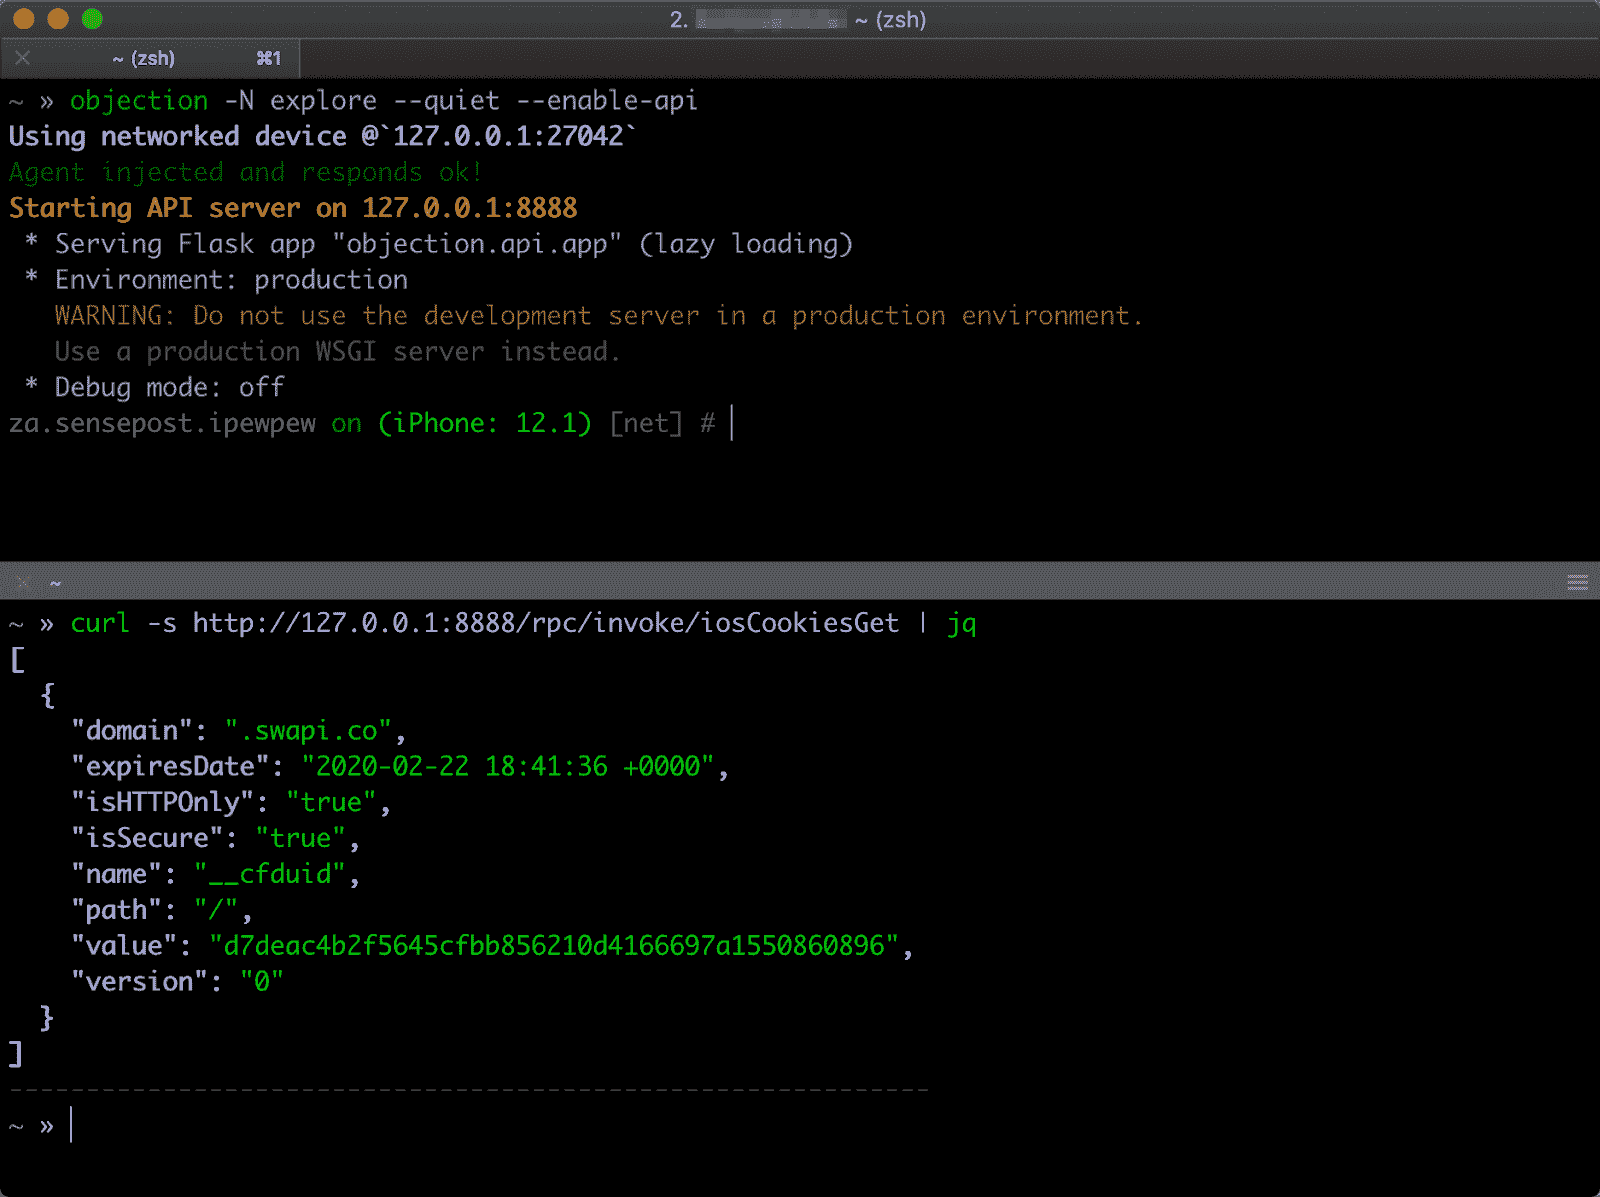 2. ~ (zsh)
~ (zsh) ⌘1
~ » objection -N explore --quiet --enable-api
Using networked device @`127.0.0.1:27042`
Agent injected and responds ok!
Starting API server on 127.0.0.1:8888
 * Serving Flask app "objection.api.app" (lazy loading)
 * Environment: production
   WARNING: Do not use the development server in a production environment.
   Use a production WSGI server instead.
 * Debug mode: off
za.sensepost.ipewpew on (iPhone: 12.1) [net] #
~
~ » curl -s http://127.0.0.1:8888/rpc/invoke/iosCookiesGet | jq
[
  {
    "domain": ".swapi.co",
    "expiresDate": "2020-02-22 18:41:36 +0000",
    "isHTTPOnly": "true",
    "isSecure": "true",
    "name": "__cfduid",
    "path": "/",
    "value": "d7deac4b2f5645cfbb856210d4166697a1550860896",
    "version": "0"
  }
]
------------------------------------------------------------
~ »